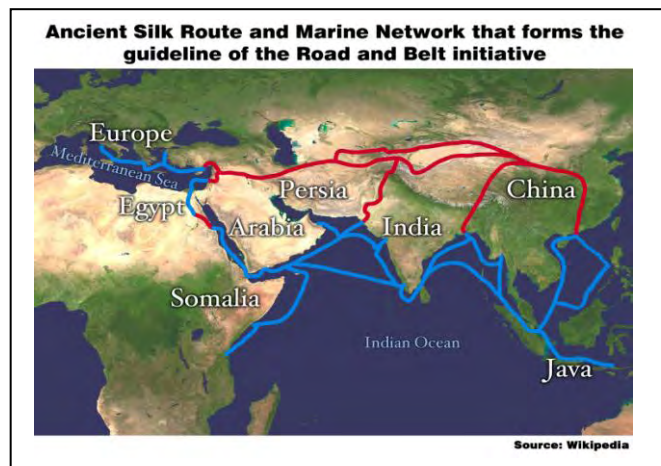 Ancient Silk Route and Marine Network that forms the
guideline of the Road and Belt initiative
Europe
Mediterranean Sea
Egypt
Persia
China
Arabia
India
Somalia
Indian Ocean
Java
Source: Wikipedia